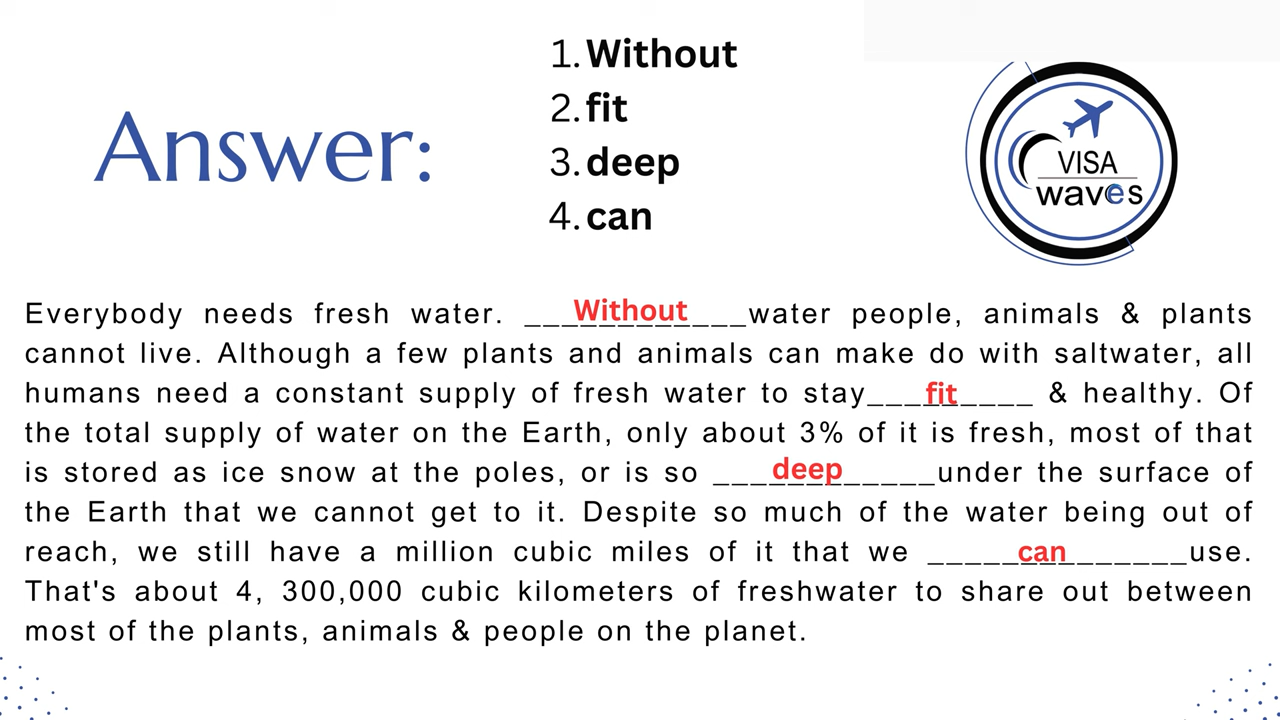 Answer:
1. Without
2. fit
3. deep
4. can
VISA
waves
Everybody needs fresh water. ____Without____water people, animals & plants
cannot live. Although a few plants and animals can make do with saltwater, all
humans need a constant supply of fresh water to stay___fit____ & healthy. Of
the total supply of water on the Earth, only about 3% of it is fresh, most of that
is stored as ice snow at the poles, or is so ____deep_____under the surface of
the Earth that we cannot get to it. Despite so much of the water being out of
reach, we still have a million cubic miles of it that we _____can______use.
That's about 4, 300,000 cubic kilometers of freshwater to share out between
most of the plants, animals & people on the planet.